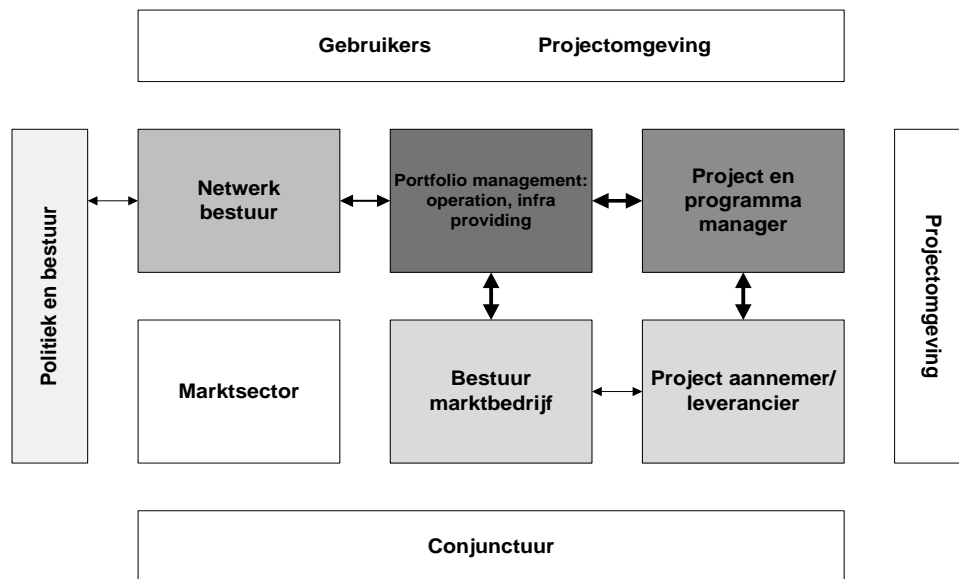 Gebruikers Projectomgeving
Politiek en bestuur
Netwerk
bestuur
Portfolio management:
operation, infra
providing
Project en
programma
manager
Projectomgeving
Marktsector
Bestuur
marktbedrijf
Project aannemer/
leverancier
Conjunctuur